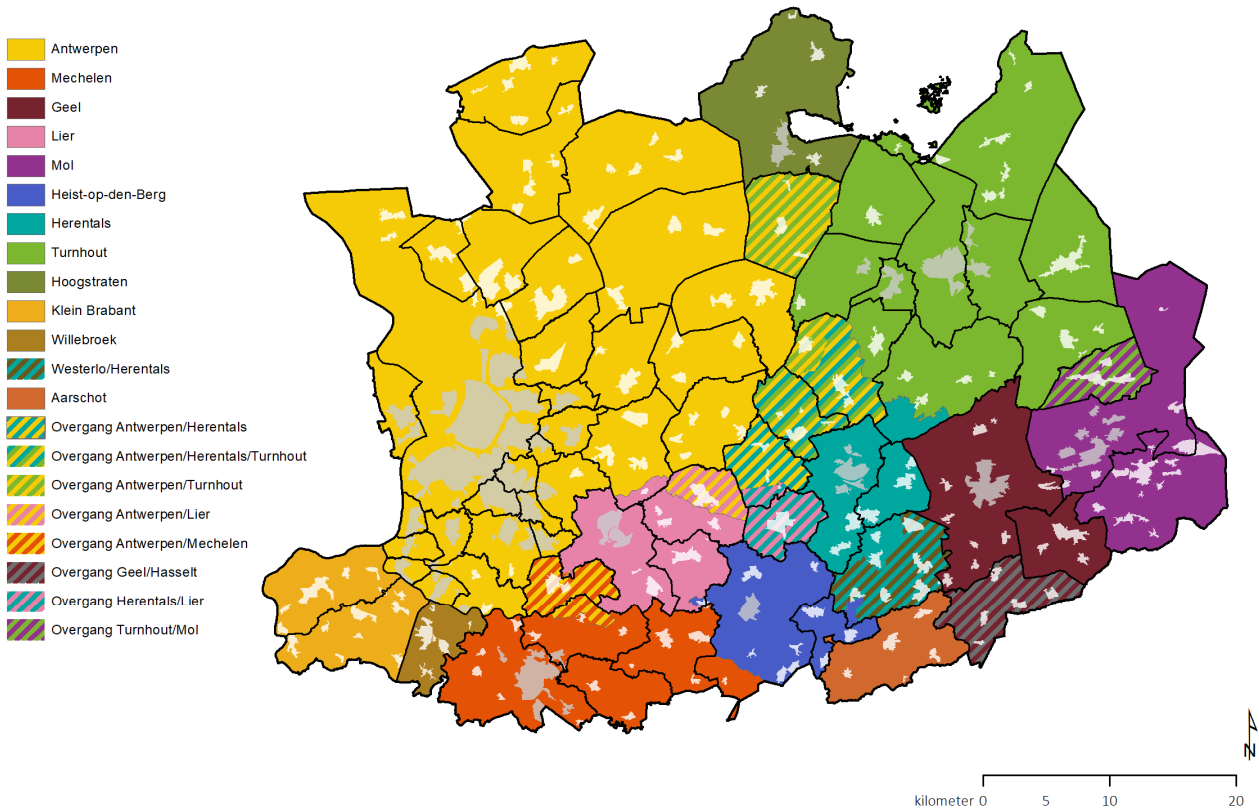 Antwerpen
Mechelen
Geel
Lier
Mol
Heist-op-den-Berg
Herentals
Turnhout
Hoogstraten
Klein Brabant
Willebroek
Westerlo/Herentals
Aarschot
Overgang Antwerpen/Herentals
Overgang Antwerpen/Herentals/Turnhout
Overgang Antwerpen/Turnhout
Overgang Antwerpen/Lier
Overgang Antwerpen/Mechelen
Overgang Geel/Hasselt
Overgang Herentals/Lier
Overgang Turnhout/Mol
N
kilometer 0 5 10 20